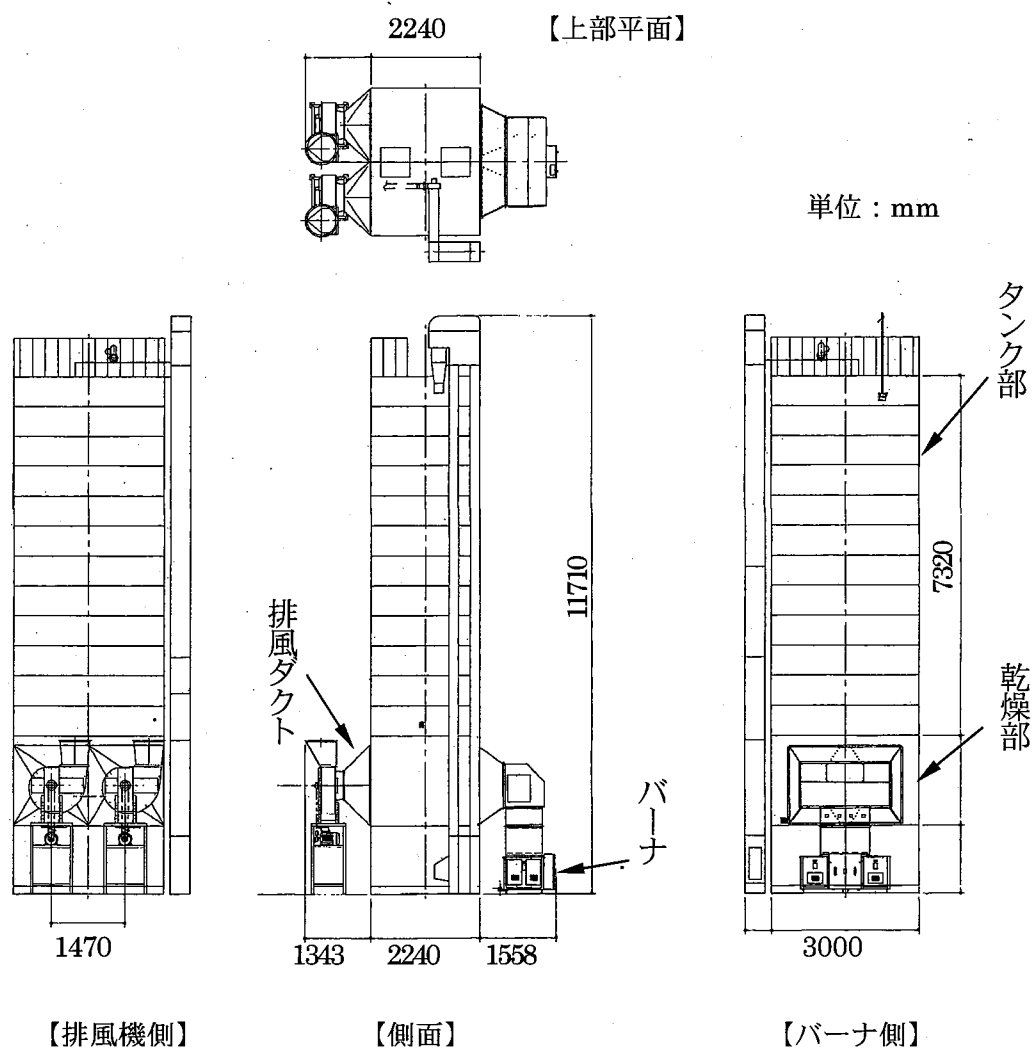 2240
【上部平面】
単位：mm
タンク部
11710
7320
排風ダクト
乾燥部
バーナ
1470
1343
2240
1558
3000
【排風機側】
【側面】
【バーナ側】